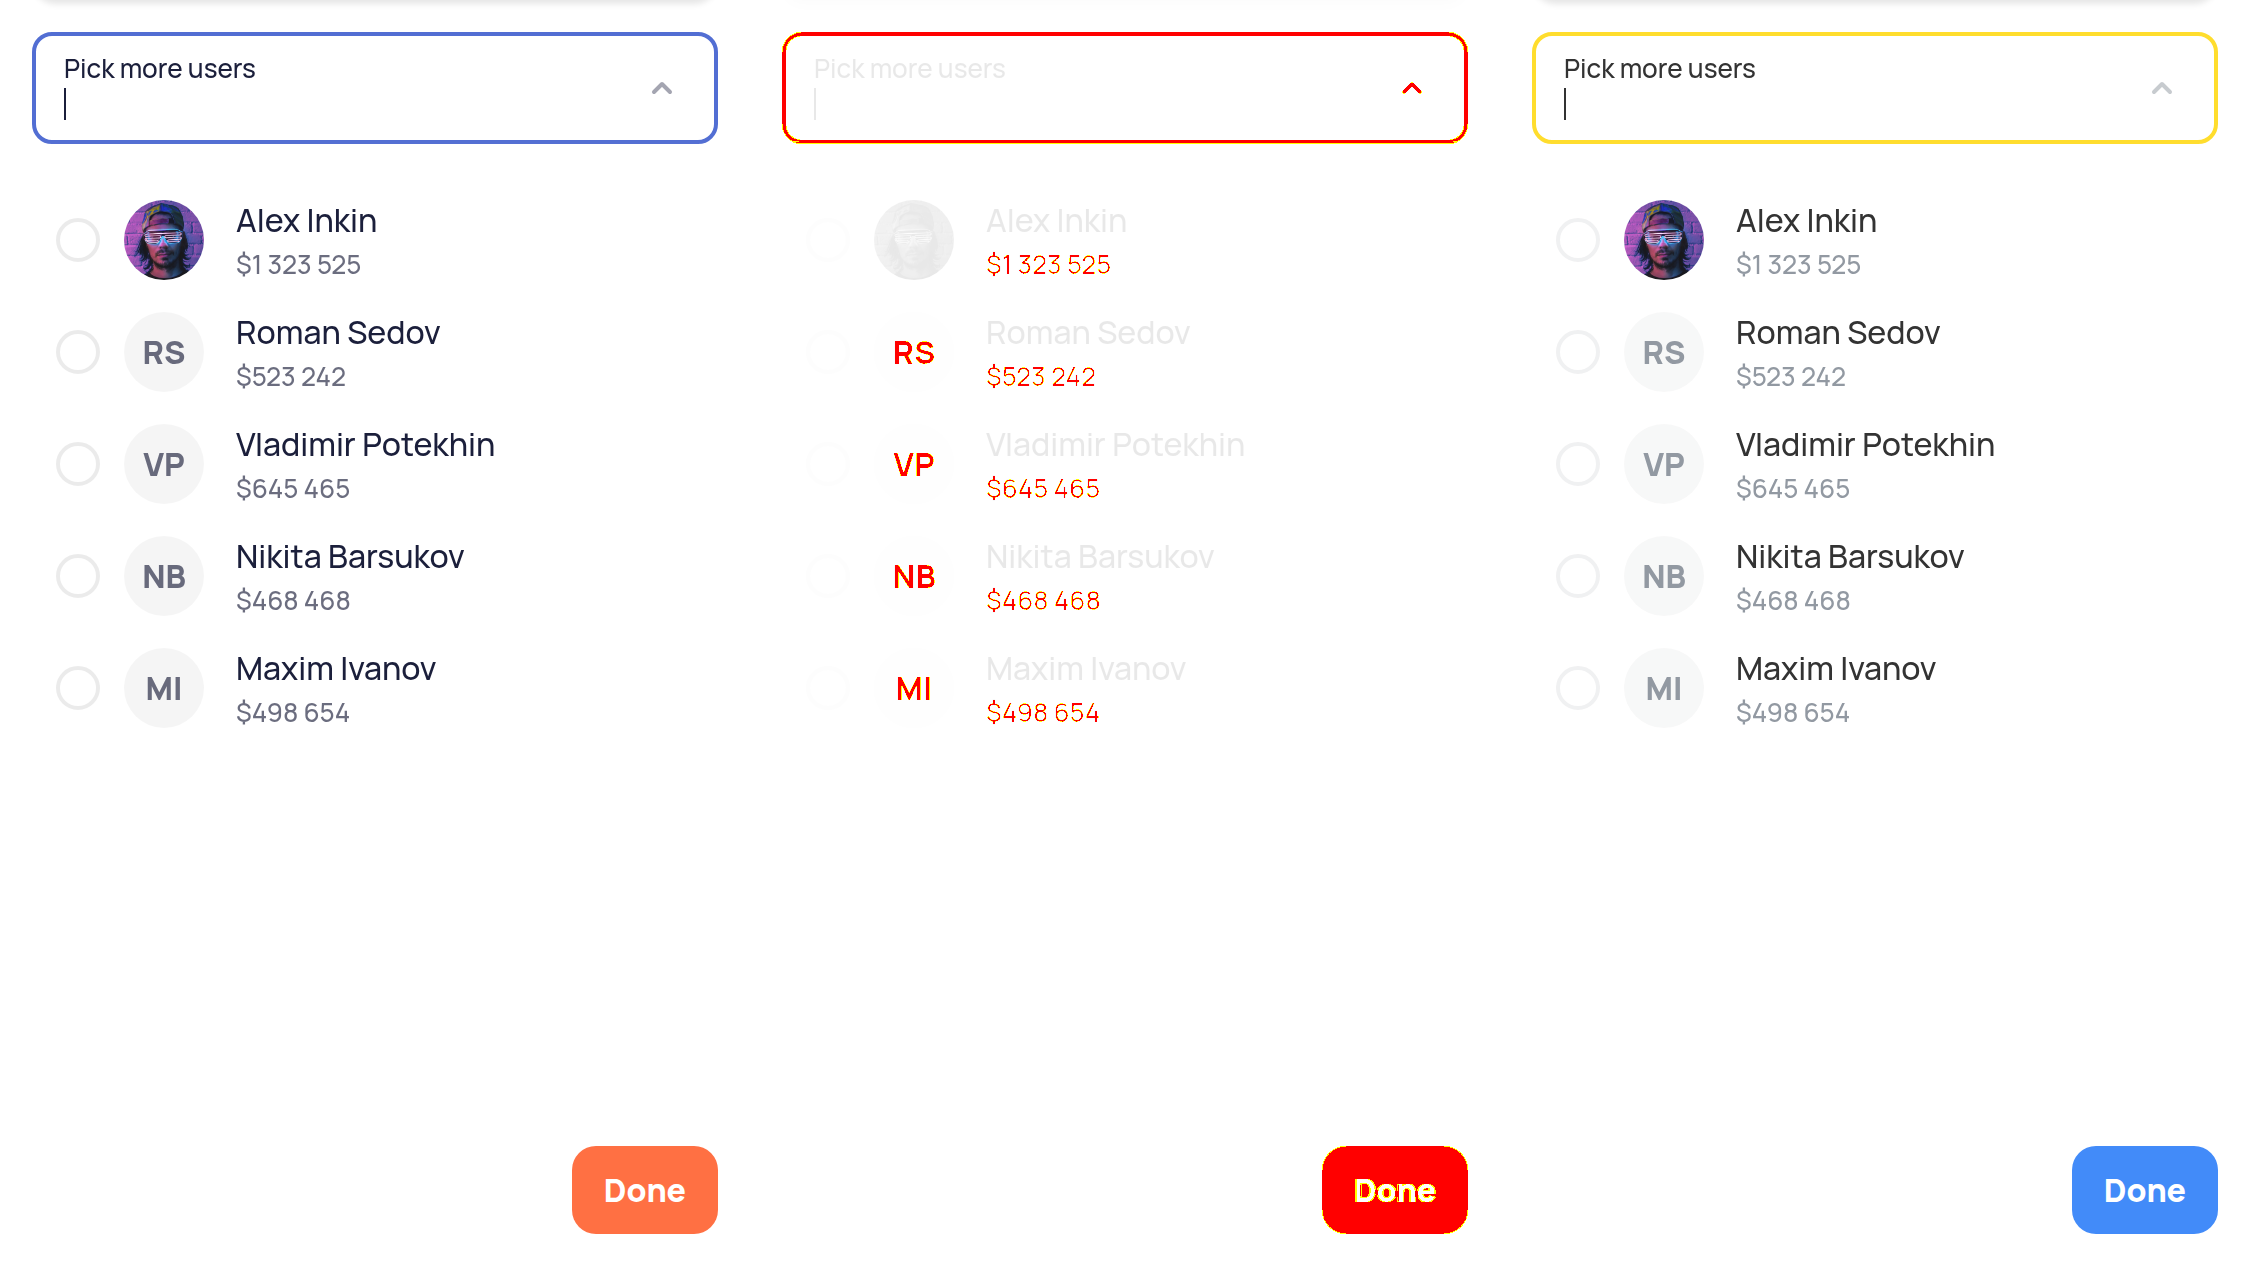 Pick more users
Alex Inkin
$1 323 525
RS
Roman Sedov
$523 242
VP
Vladimir Potekhin
$645 465
NB
Nikita Barsukov
$468 468
MI
Maxim Ivanov
$498 654
Done
Pick more users
Alex Inkin
$1 323 525
RS
Roman Sedov
$523 242
VP
Vladimir Potekhin
$645 465
NB
Nikita Barsukov
$468 468
MI
Maxim Ivanov
$498 654
Done
Pick more users
Alex Inkin
$1 323 525
RS
Roman Sedov
$523 242
VP
Vladimir Potekhin
$645 465
NB
Nikita Barsukov
$468 468
MI
Maxim Ivanov
$498 654
Done